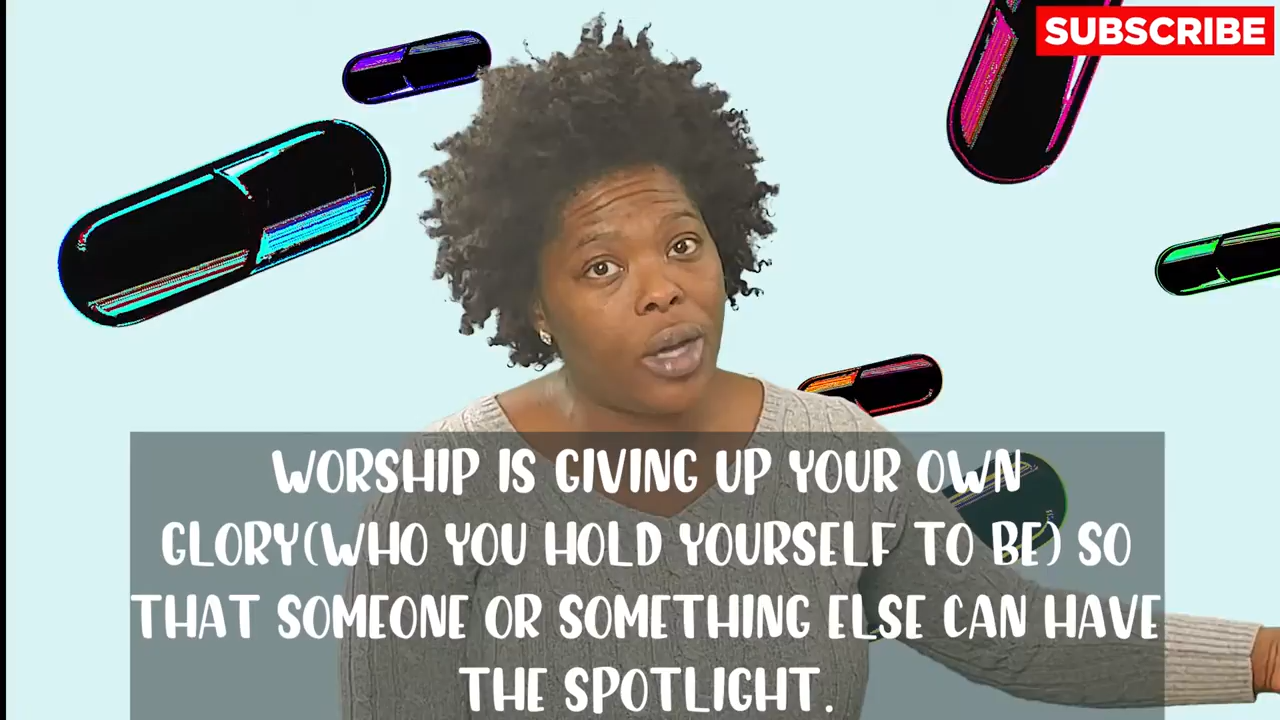 SUBSCRIBE
WORSHIP IS GIVING UP YOUR OWN
GLORY(WHO YOU HOLD YOURSELF TO BE) SO
THAT SOMEONE OR SOMETHING ELSE CAN HAVE
THE SPOTLIGHT.